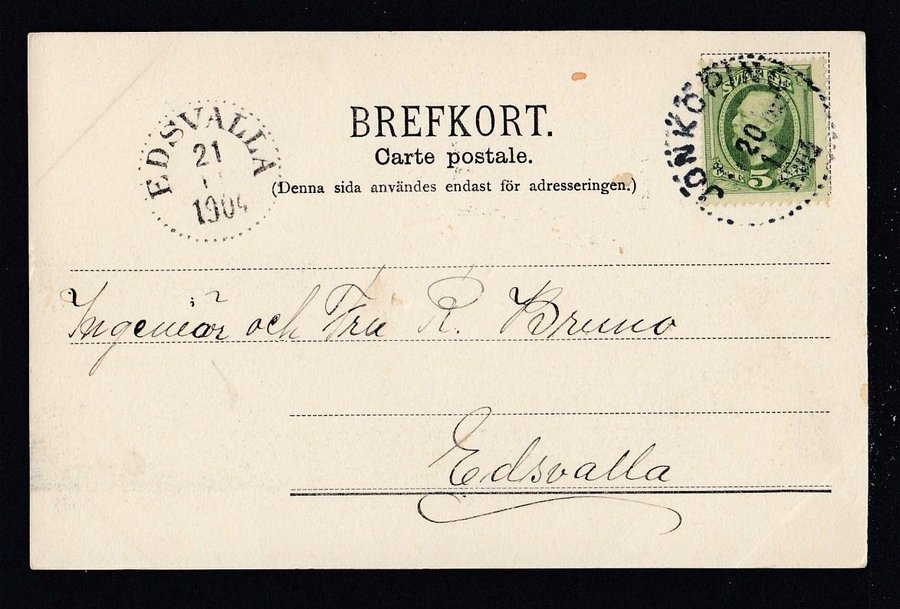 BREFKORT.
Carte postale.
(Denna sida användes endast för adresseringen.)
EDSVALLA
21
1904
JÖNKÖPING
20
SVERIGE
5
Ingeniör och Fru R. Bruno
Edsvalla